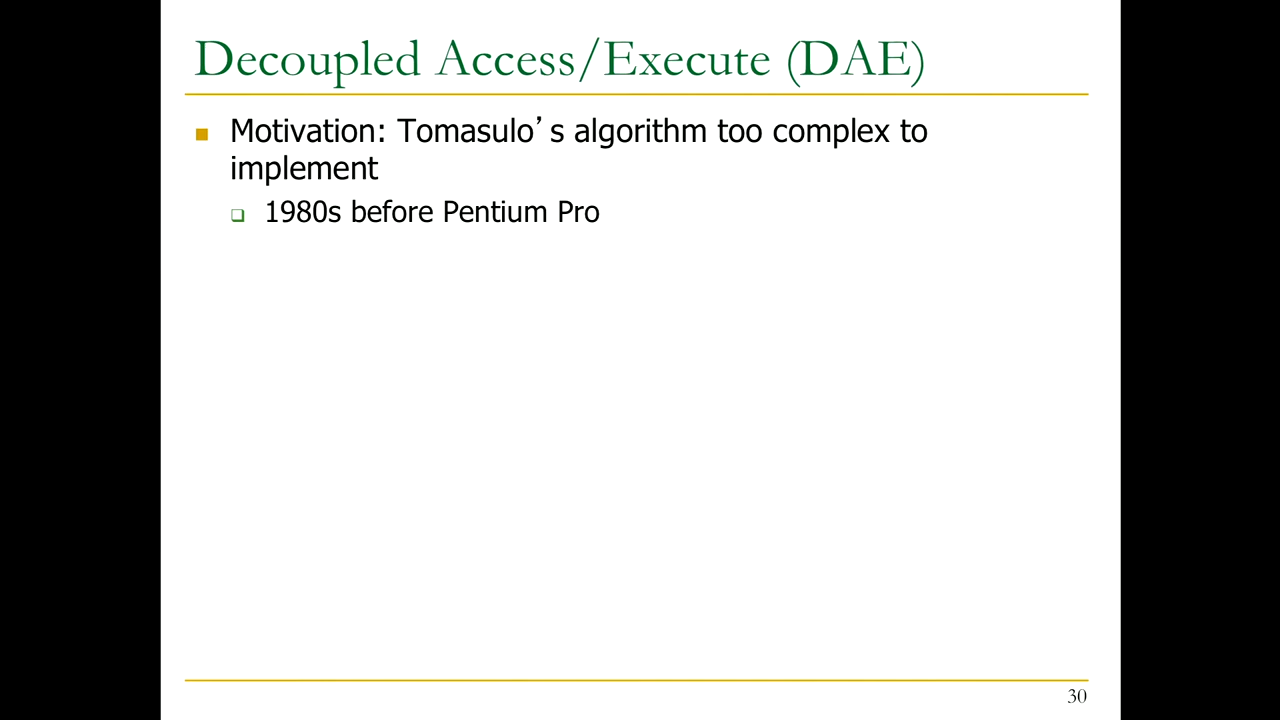 Decoupled Access/Execute (DAE)
Motivation: Tomasulo’s algorithm too complex to
implement
1980s before Pentium Pro
30